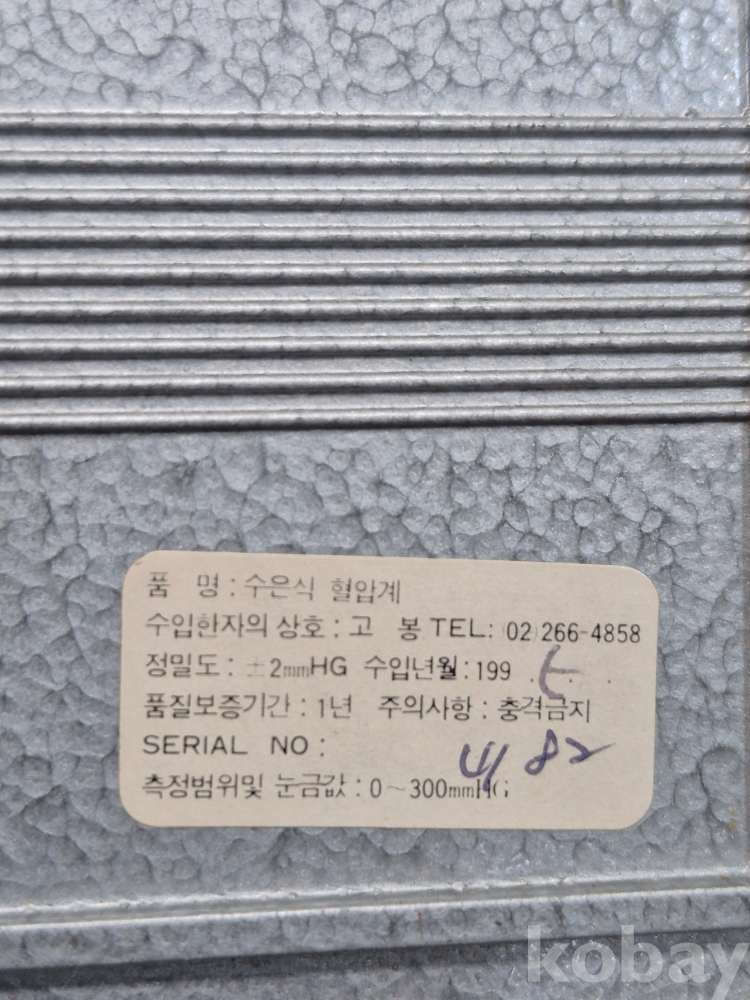 품 명 : 수은식 혈압계
수입한자의 상호 : 고 봉 TEL: (02)266-4858
정밀도 : ±2mmHG 수입년월 : 199 . .
품질보증기간 : 1년 주의사항 : 충격금지
SERIAL NO :
측정범위및 눈금값 : 0~300mmHG
kobay